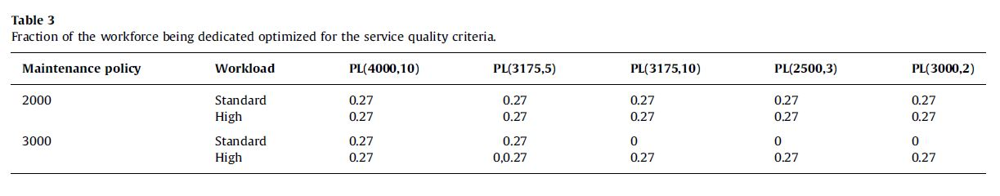 Table 3
Fraction of the workforce being dedicated optimized for the service quality criteria.
Maintenance policy Workload PL(4000,10) PL(3175,5) PL(3175,10) PL(2500,3) PL(3000,2)
2000 Standard 0.27 0.27 0.27 0.27 0.27
High 0.27 0.27 0.27 0.27 0.27
3000 Standard 0.27 0.27 0 0 0
High 0.27 0,0.27 0.27 0.27 0.27